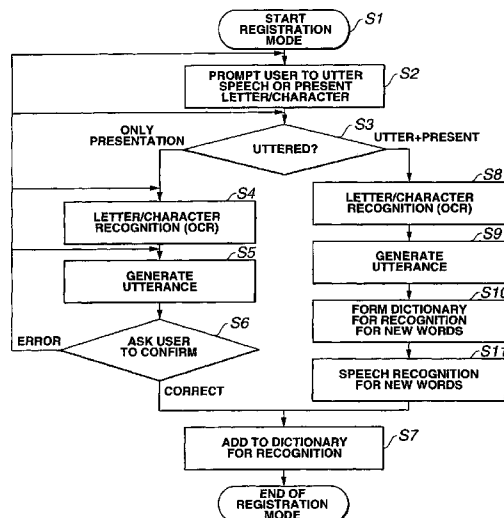 START
REGISTRATION
MODE
S1
PROMPT USER TO UTTER
SPEECH OR PRESENT
LETTER/CHARACTER
S2
ONLY
PRESENTATION
UTTERED?
S3
UTTER+PRESENT
S4
LETTER/CHARACTER
RECOGNITION (OCR)
S5
GENERATE
UTTERANCE
S6
ASK USER
TO CONFIRM
ERROR
CORRECT
S8
LETTER/CHARACTER
RECOGNITION (OCR)
S9
GENERATE
UTTERANCE
S10
FORM DICTIONARY
FOR RECOGNITION
FOR NEW WORDS
S11
SPEECH RECOGNITION
FOR NEW WORDS
S7
ADD TO DICTIONARY
FOR RECOGNITION
END OF
REGISTRATION
MODE